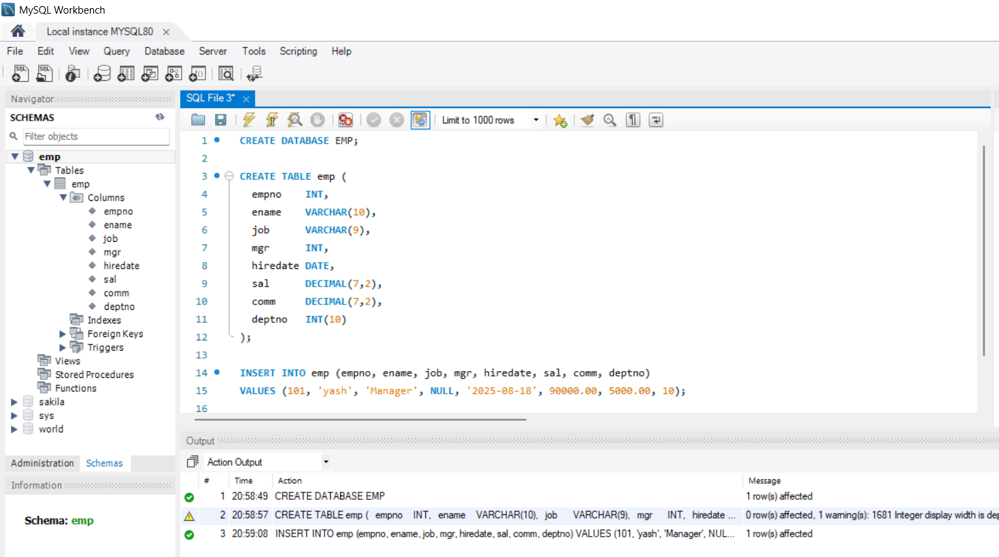 MySQL Workbench
Local instance MYSQL80
File Edit View Query Database Server Tools Scripting Help
Navigator
SCHEMAS
Filter objects
emp
Tables
emp
Columns
empno
ename
job
mgr
hiredate
sal
comm
deptno
Indexes
Foreign Keys
Triggers
Views
Stored Procedures
Functions
sakila
sys
world
Administration Schemas
Information
Schema: emp
SQL File 3*
Limit to 1000 rows
1 CREATE DATABASE EMP;
2
3 CREATE TABLE emp (
4 empno INT,
5 ename VARCHAR(10),
6 job VARCHAR(9),
7 mgr INT,
8 hiredate DATE,
9 sal DECIMAL(7,2),
10 comm DECIMAL(7,2),
11 deptno INT(10)
12 );
13
14 INSERT INTO emp (empno, ename, job, mgr, hiredate, sal, comm, deptno)
15 VALUES (101, 'yash', 'Manager', NULL, '2025-08-18', 90000.00, 5000.00, 10);
16
Output
Action Output
# Time Action Message
1 20:58:49 CREATE DATABASE EMP 1 row(s) affected
2 20:58:57 CREATE TABLE emp ( empno INT, ename VARCHAR(10), job VARCHAR(9), mgr INT, hiredate ... 0 row(s) affected, 1 warning(s): 1681 Integer display width is dep
3 20:59:08 INSERT INTO emp (empno, ename, job, mgr, hiredate, sal, comm, deptno) VALUES (101, 'yash', 'Manager', NUL... 1 row(s) affected